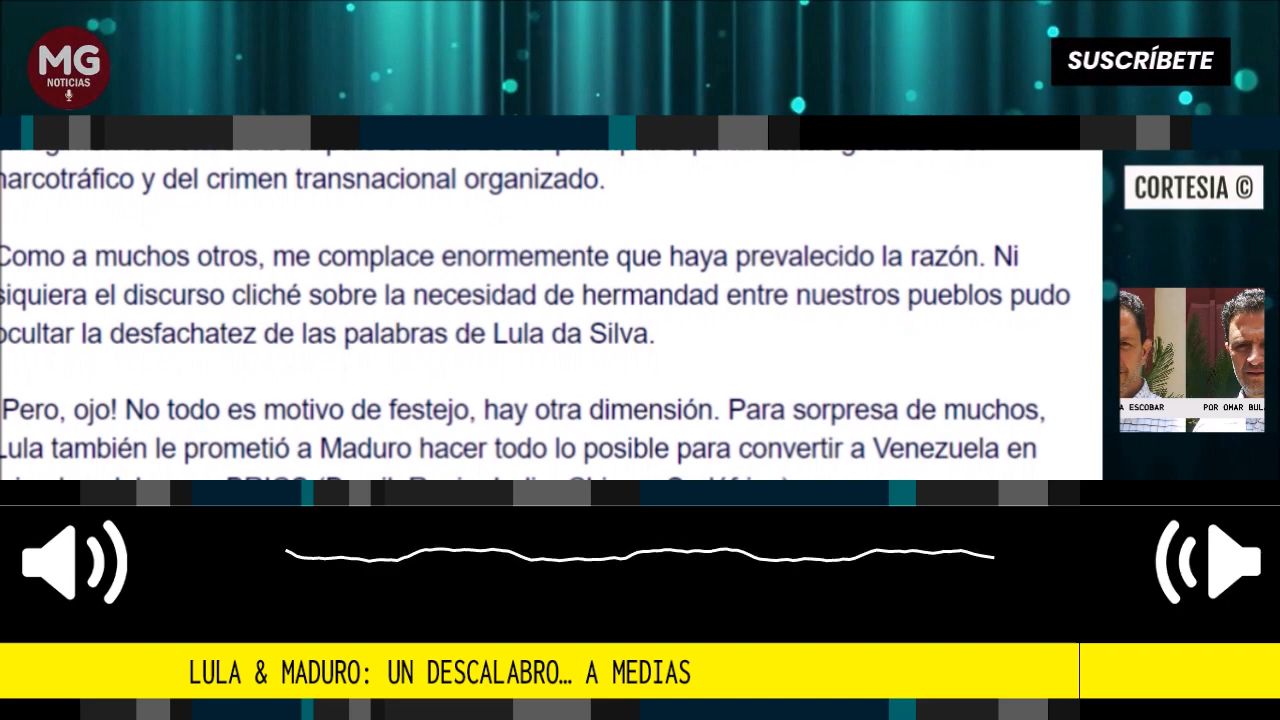 MG
NOTICIAS
SUSCRÍBETE
narcotráfico y del crimen transnacional organizado.
CORTESIA ©
Como a muchos otros, me complace enormemente que haya prevalecido la razón. Ni
siquiera el discurso cliché sobre la necesidad de hermandad entre nuestros pueblos pudo
ocultar la desfachatez de las palabras de Lula da Silva.
¡Pero, ojo! No todo es motivo de festejo, hay otra dimensión. Para sorpresa de muchos,
A ESCOBAR POR OMAR BUL
Lula también le prometió a Maduro hacer todo lo posible para convertir a Venezuela en
LULA & MADURO: UN DESCALABRO… A MEDIAS